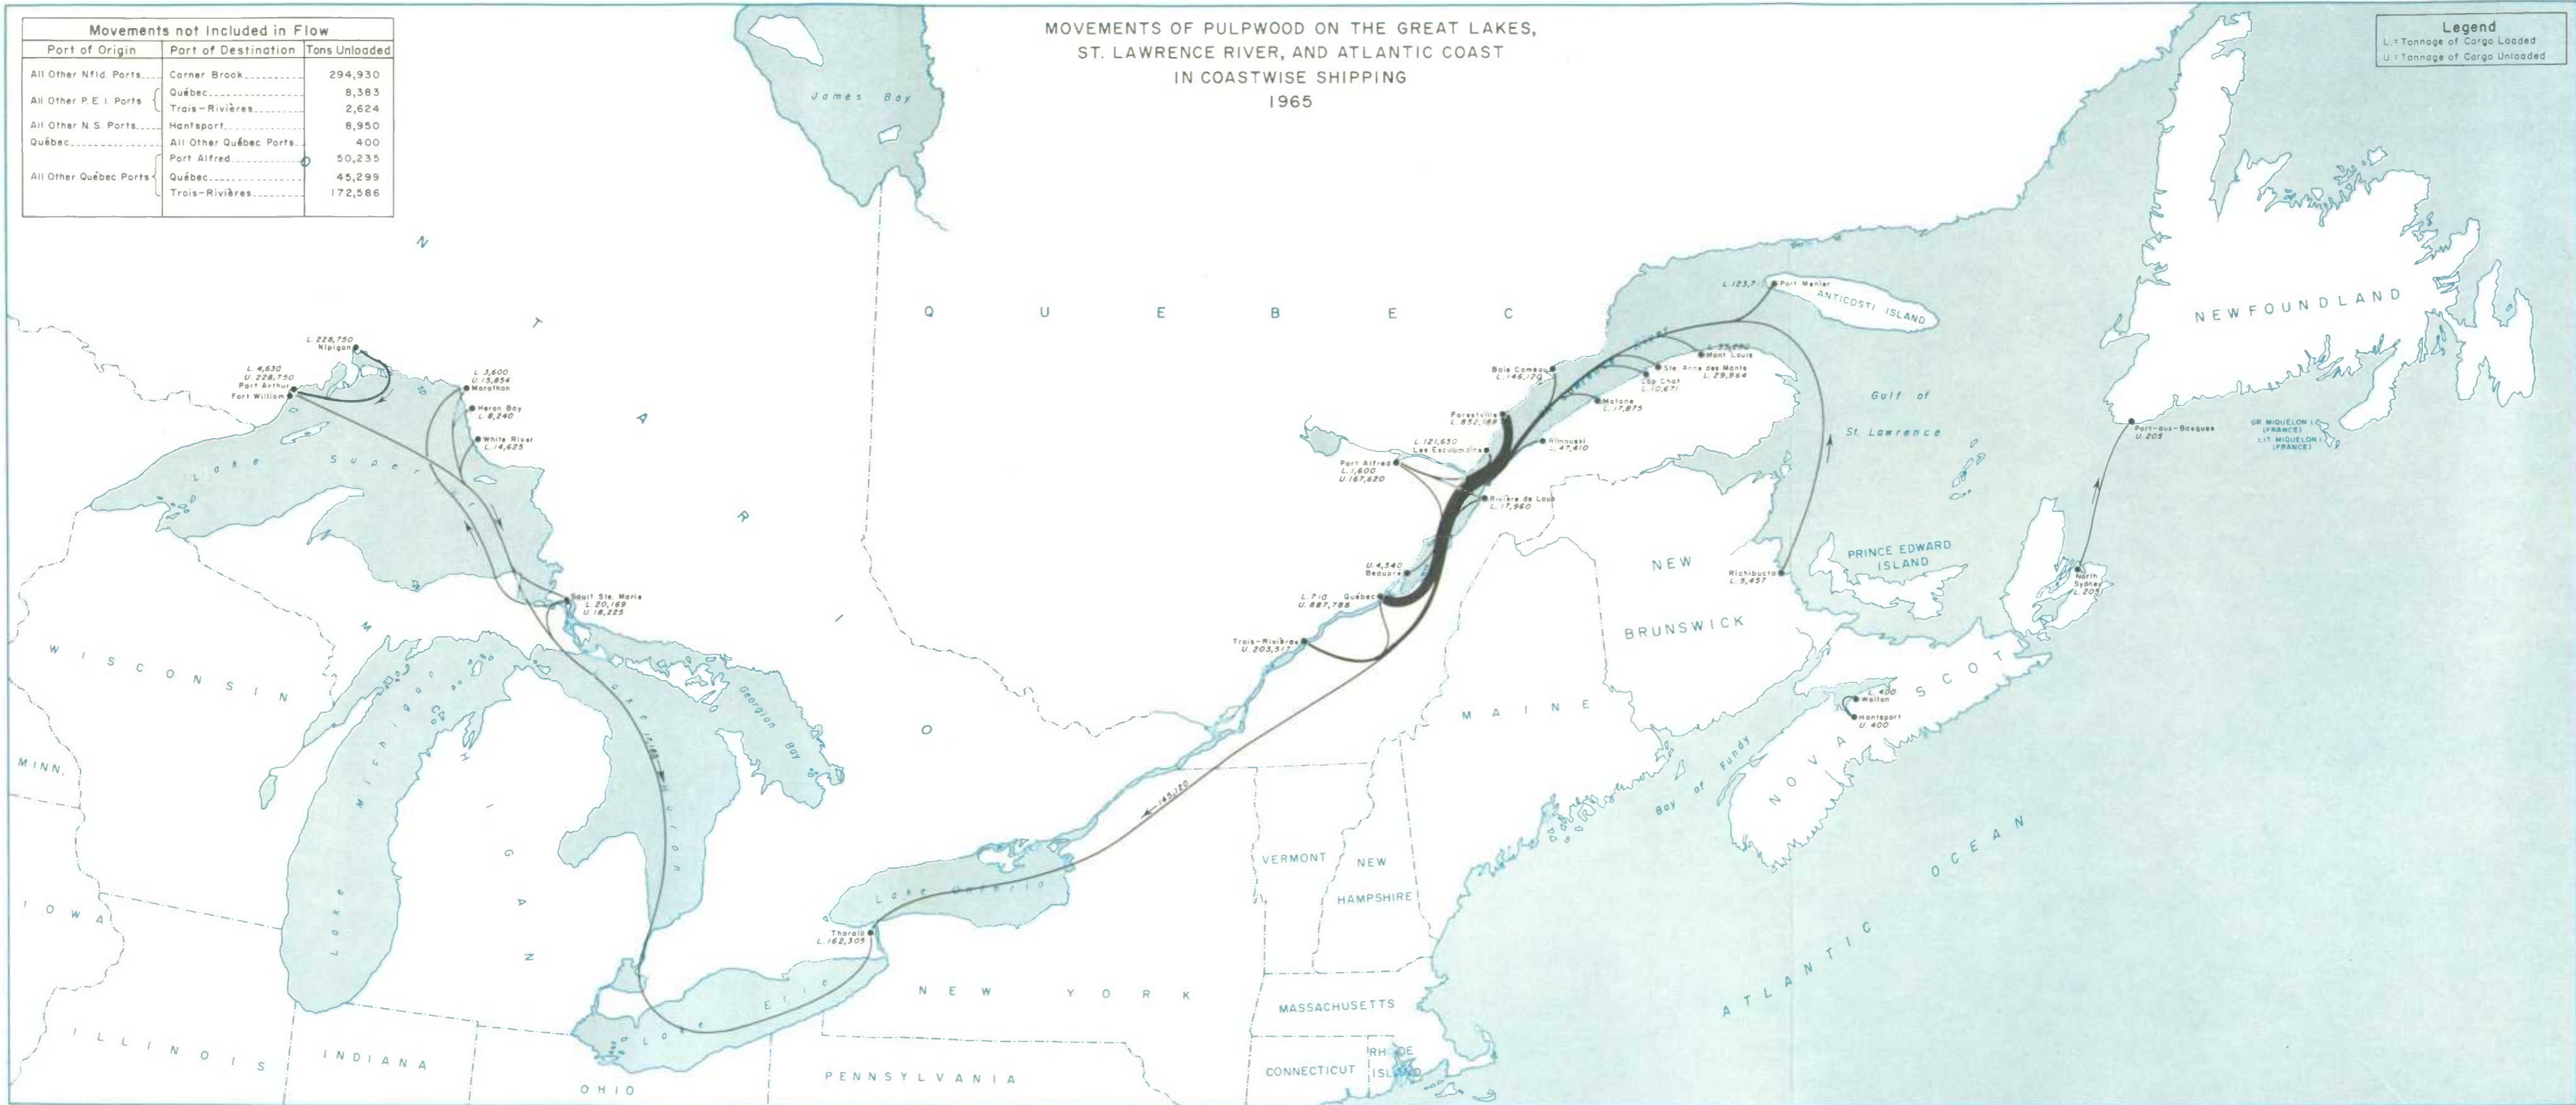 MOVEMENTS OF PULPWOOD ON THE GREAT LAKES,
ST. LAWRENCE RIVER, AND ATLANTIC COAST
IN COASTWISE SHIPPING
1965
Movements not Included in Flow
Port of Origin Port of Destination Tons Unloaded
All Other Nfld. Ports Corner Brook 294,930
All Other P.E.I. Ports Québec 8,383
Trois-Rivières 2,624
All Other N.S. Ports Hantsport 8,950
Québec All Other Québec Ports 400
All Other Québec Ports Port Alfred 50,235
Québec 45,299
Trois-Rivières 172,586
Legend
L = Tonnage of Cargo Loaded
U = Tonnage of Cargo Unloaded
James Bay
ONTARIO
QUEBEC
L. 228,750
Nipigon
L. 4,630
U. 228,750
Port Arthur
Fort William
L. 3,600
U. 15,854
Marathon
Heron Bay
L. 8,240
White River
L. 14,625
Lake Superior
Sault Ste. Marie
L. 20,169
U. 18,225
WISCONSIN
MICHIGAN
MINN.
IOWA
ILLINOIS
INDIANA
OHIO
Lake Michigan
Lake Huron
Georgian Bay
Lake Erie
Lake Ontario
Thorold
L. 162,305
145,120
NEW YORK
PENNSYLVANIA
VERMONT
NEW
HAMPSHIRE
MASSACHUSETTS
CONNECTICUT
RHODE
ISLAND
MAINE
Trois-Rivières
L. 710 Québec
U. 887,788
U. 4,540
Beaupré
Port Alfred
L. 1,600
U. 167,620
L. 121,630
Les Escoumins
Forestville
L. 852,188
Baie Comeau
L. 146,120
Rivière de Loup
L. 17,960
Rimouski
L. 47,410
Matane
L. 17,875
Cap Chat
L. 10,671
Ste. Anne des Monts
L. 29,964
Mont Louis
Port Menier
ANTICOSTI ISLAND
Gulf of
St. Lawrence
Richibucto
L. 5,457
NEW
BRUNSWICK
PRINCE EDWARD
ISLAND
NEWFOUNDLAND
Port-aux-Basques
U. 205
GR. MIQUELON I.
(FRANCE)
LIT. MIQUELON I.
(FRANCE)
North
Sydney
L. 205
L. 400
Walton
Hantsport
U. 400
NOVA SCOTIA
Bay of Fundy
ATLANTIC OCEAN